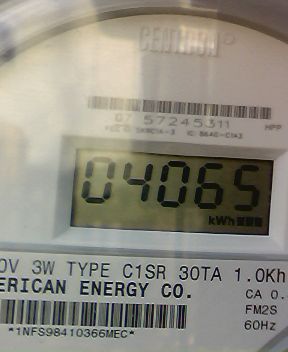 CENTRON®
07 57245311
HPP
04065
kWh
0V 3W TYPE C1SR 30TA 1.0Kh
ERICAN ENERGY CO.
CA 0.
FM2S
*1NFS98410366MEC*
60Hz